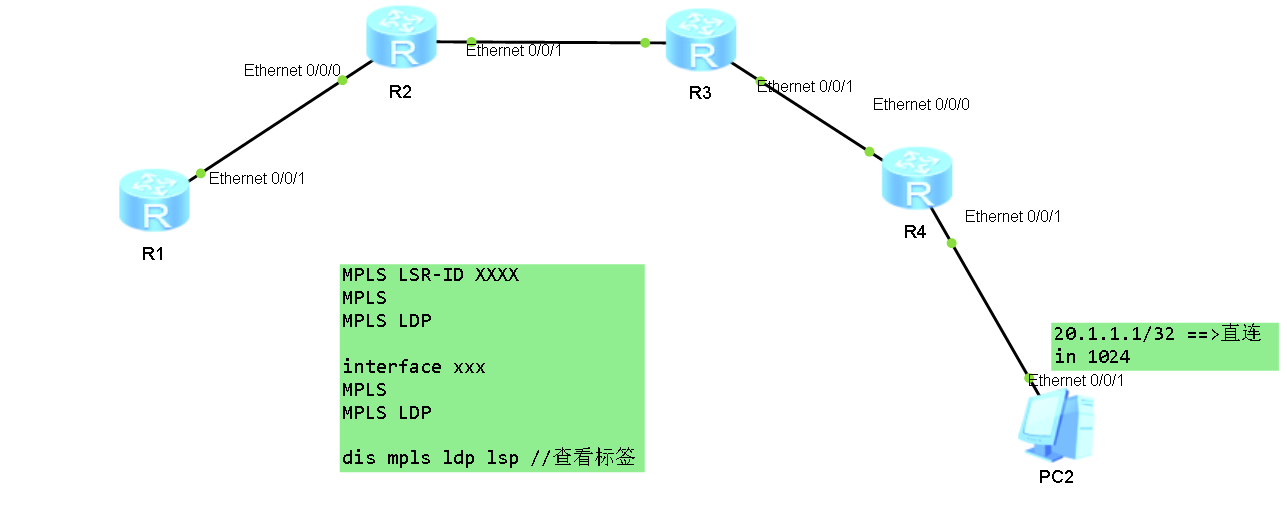 R
R2
Ethernet 0/0/1
R
R3
Ethernet 0/0/0
Ethernet 0/0/1
Ethernet 0/0/0
Ethernet 0/0/1
R
R1
R
R4
Ethernet 0/0/1
MPLS LSR-ID XXXX
MPLS
MPLS LDP
interface xxx
MPLS
MPLS LDP
dis mpls ldp lsp //查看标签
20.1.1.1/32 ==>直连
in 1024
Ethernet 0/0/1
PC2